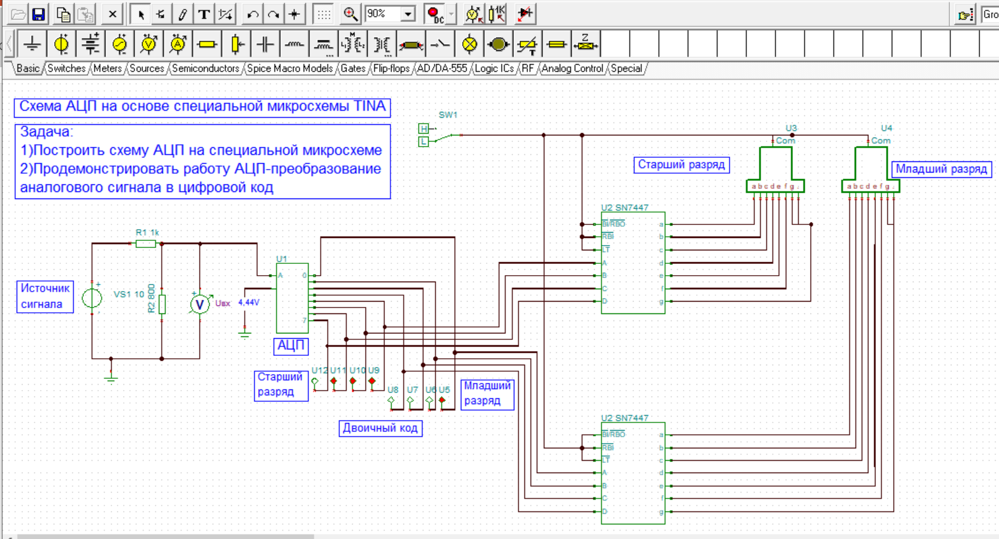 90%
DC
1K
Gro
Z
Basic Switches Meters Sources Semiconductors Spice Macro Models Gates Flip-flops AD/DA-555 Logic ICs RF Analog Control Special
Схема АЦП на основе специальной микросхемы TINA
Задача:
1)Построить схему АЦП на специальной микросхеме
2)Продемонстрировать работу АЦП-преобразование
аналогового сигнала в цифровой код
SW1
H
L
U3
U4
Com
Com
Старший разряд
Младший разряд
a b c d e f g .
a b c d e f g .
U2 SN7447
BI/RBO
RBI
LT
A
B
C
D
a
b
c
d
e
f
g
R1 1k
Источник
сигнала
VS1 10
R2 800
V
Uвх
4,44V
U1
A
0
7
АЦП
Старший
разряд
U12 U11 U10 U9
U8 U7 U6 U5
Младший
разряд
Двоичный код
U2 SN7447
BI/RBO
RBI
LT
A
B
C
D
a
b
c
d
e
f
g